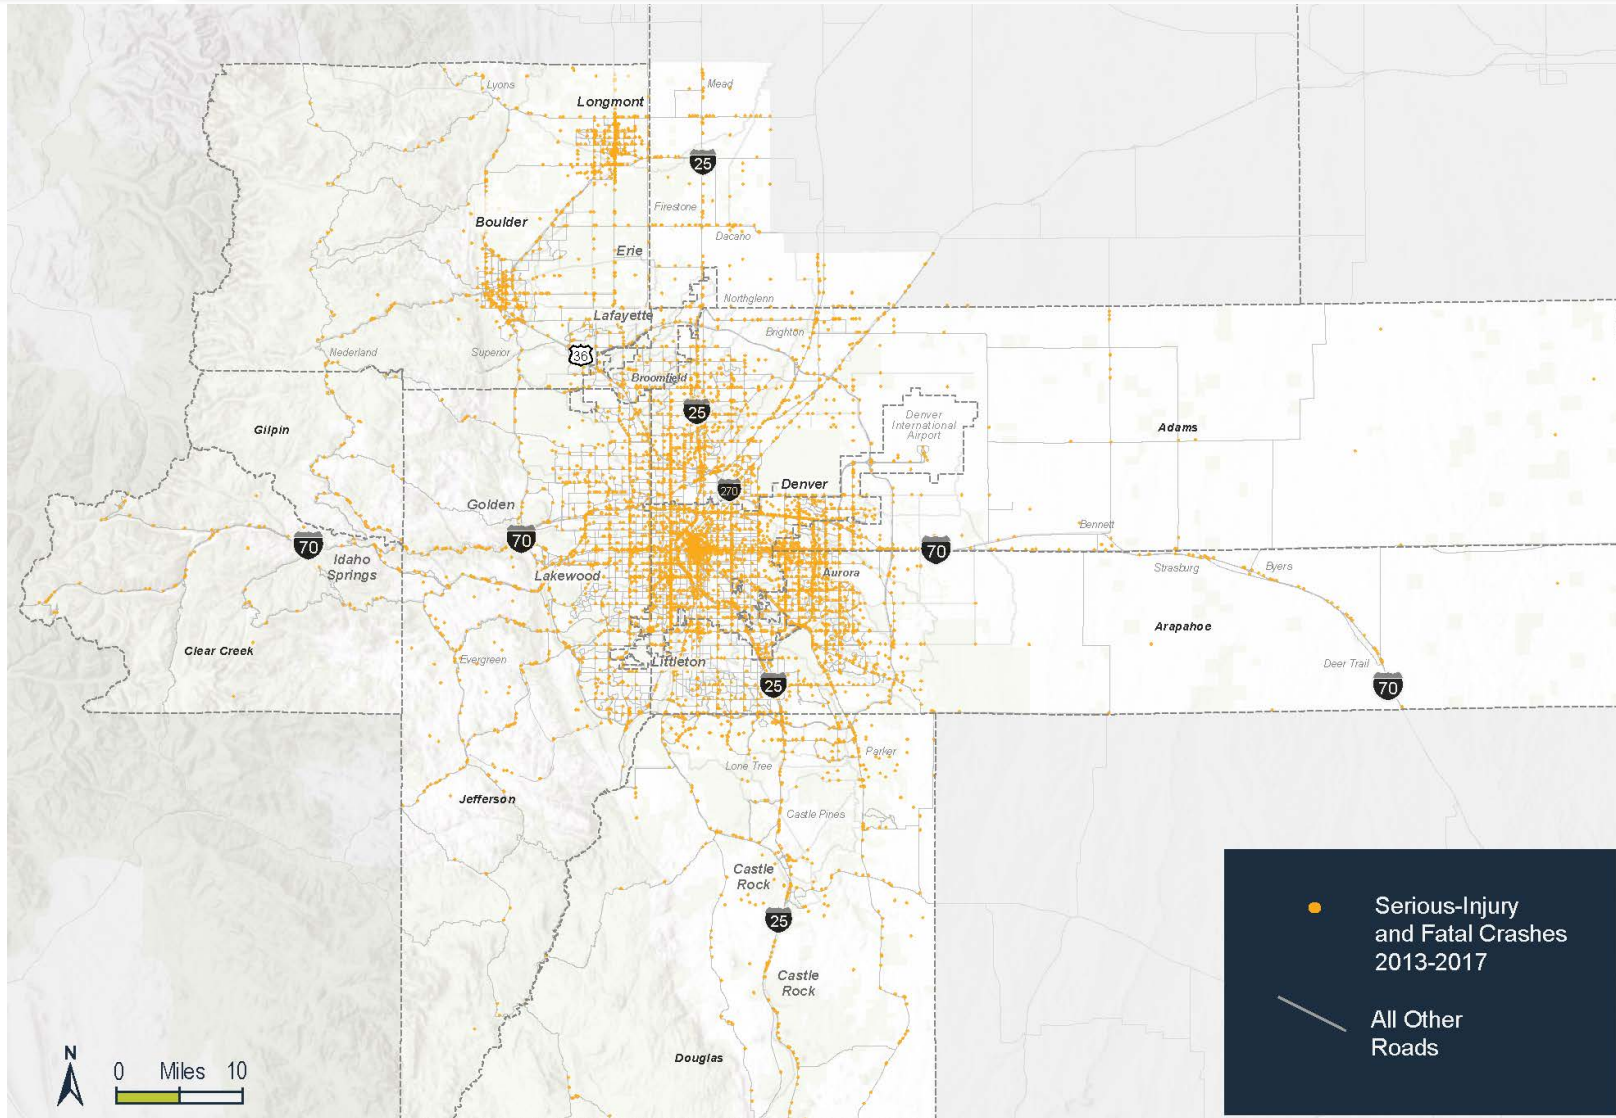 Lyons
Mead
Longmont
25
Firestone
Boulder
Dacano
Erie
Northglenn
Lafayette
Brighton
36
Nederland
Superior
Broomfield
25
Denver
International
Airport
Gilpin
Adams
270
Denver
Golden
Bennett
70
70
70
Idaho
Springs
Lakewood
Aurora
Strasburg
Byers
Arapahoe
Clear Creek
Evergreen
Littleton
Deer Trail
25
70
Parker
Lone Tree
Jefferson
Castle Pines
Castle
Rock
25
Castle
Rock
Douglas
Serious-Injury
and Fatal Crashes
2013-2017
All Other
Roads
N
0 Miles 10